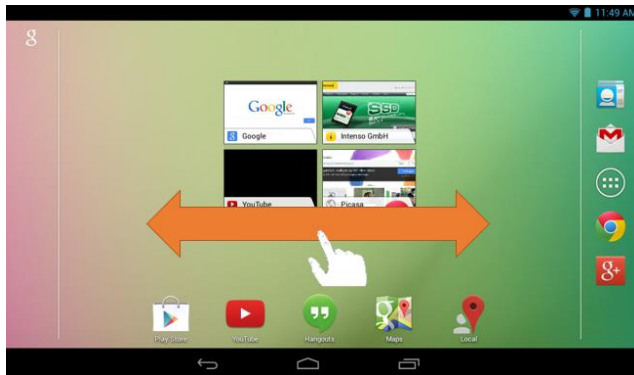 11:49 AM
g
Google
SSD
Google
Intenso GmbH
YouTube
Picasa
g+
Play Store
YouTube
Hangouts
Maps
Local